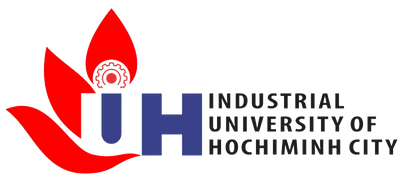 IUH
INDUSTRIAL
UNIVERSITY OF
HOCHIMINH CITY